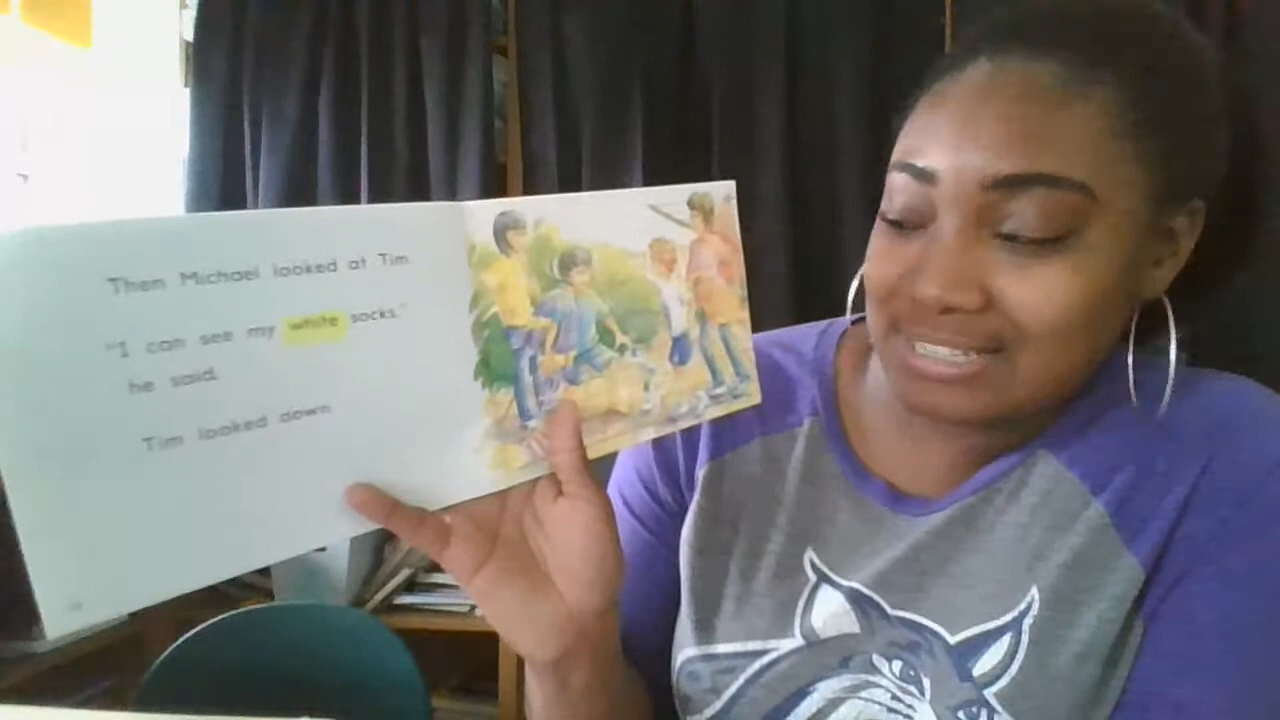 Then Michael looked at Tim.
"I can see my white socks."
he said.
Tim looked down.